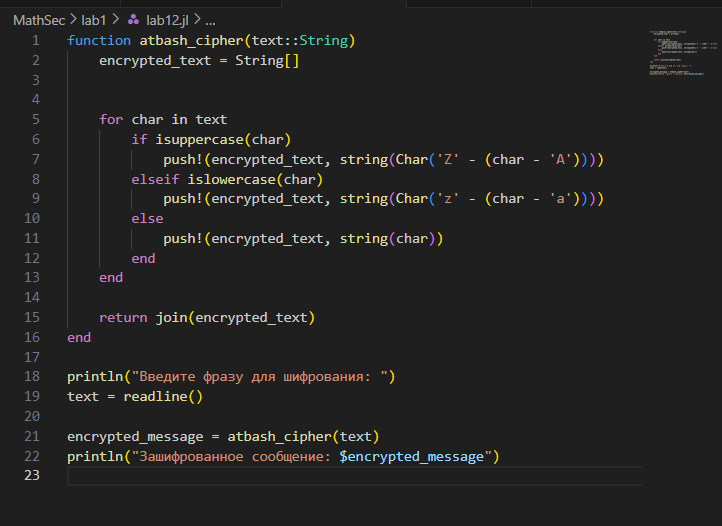 MathSec > lab1 > lab12.jl > ...
1 function atbash_cipher(text::String)
2     encrypted_text = String[]
3
4
5     for char in text
6         if isuppercase(char)
7             push!(encrypted_text, string(Char('Z' - (char - 'A'))))
8         elseif islowercase(char)
9             push!(encrypted_text, string(Char('z' - (char - 'a'))))
10         else
11             push!(encrypted_text, string(char))
12         end
13     end
14
15     return join(encrypted_text)
16 end
17
18 println("Введите фразу для шифрования: ")
19 text = readline()
20
21 encrypted_message = atbash_cipher(text)
22 println("Зашифрованное сообщение: $encrypted_message")
23